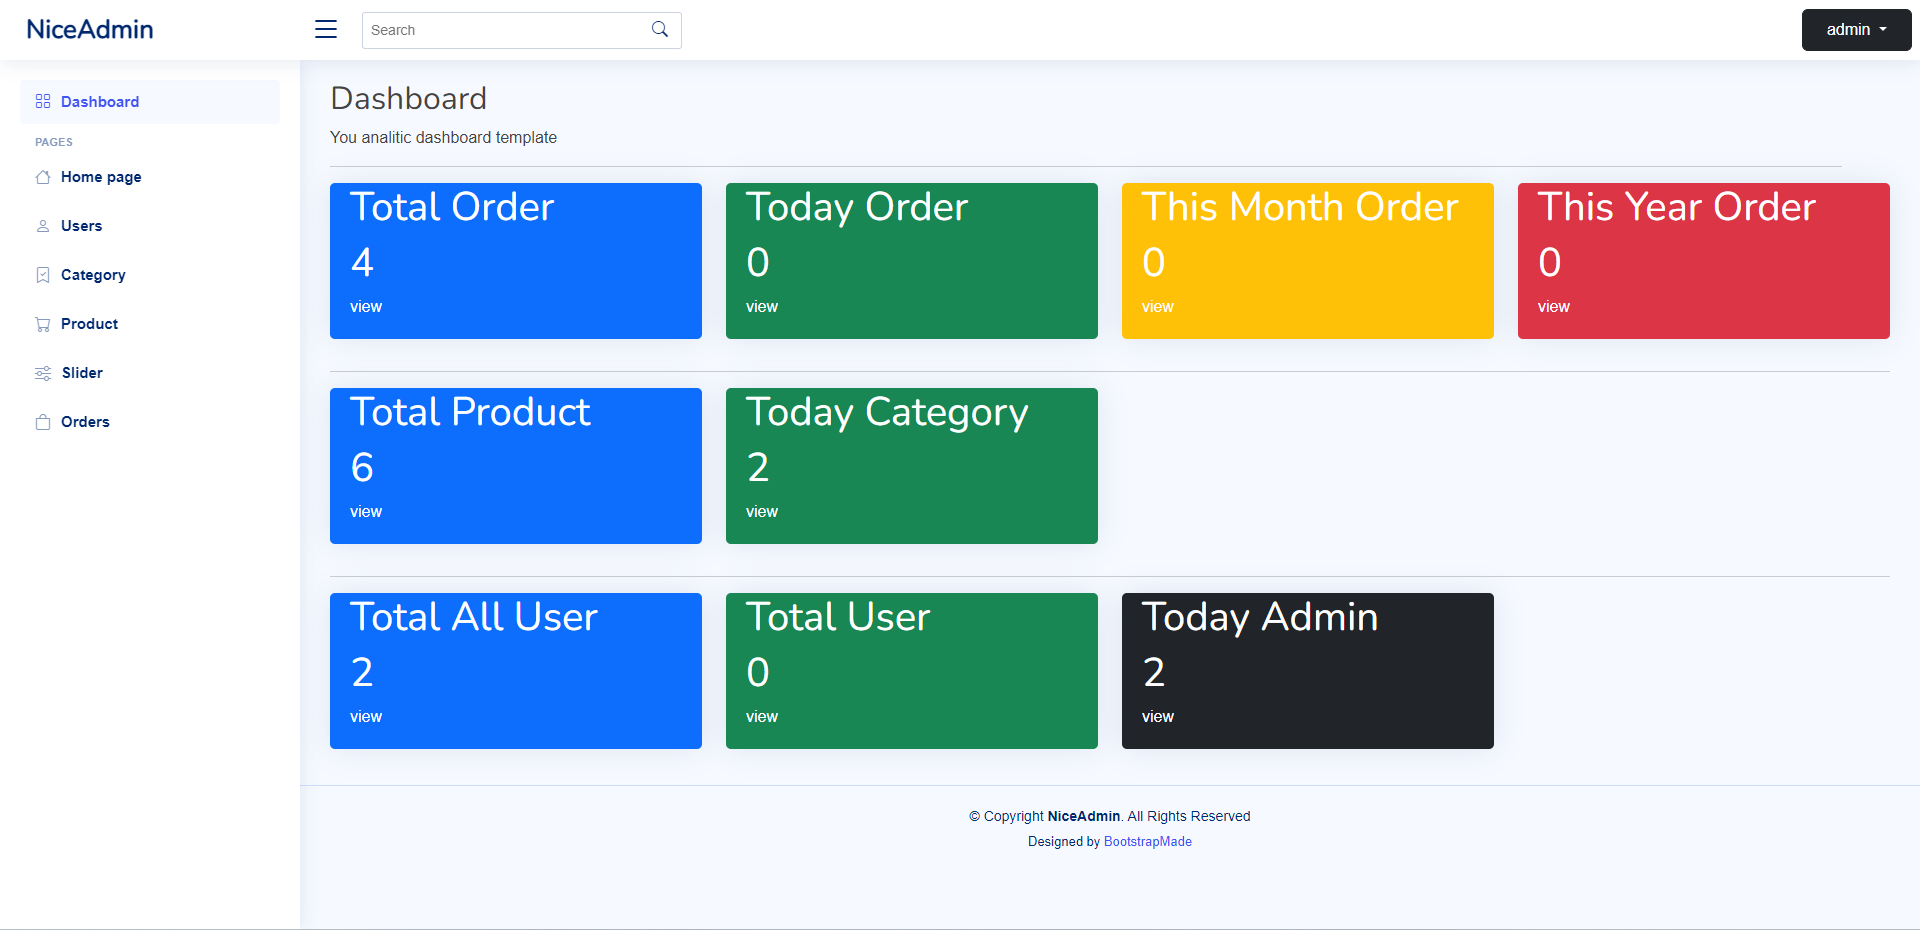 NiceAdmin
Search
admin
Dashboard
PAGES
Home page
Users
Category
Product
Slider
Orders
Dashboard
You analitic dashboard template
Total Order
4
view
Today Order
0
view
This Month Order
0
view
This Year Order
0
view
Total Product
6
view
Today Category
2
view
Total All User
2
view
Total User
0
view
Today Admin
2
view
© Copyright NiceAdmin. All Rights Reserved
Designed by BootstrapMade